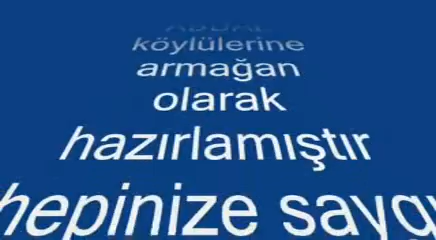 köylülerine
armağan
olarak
hazırlamıştır
hepinize